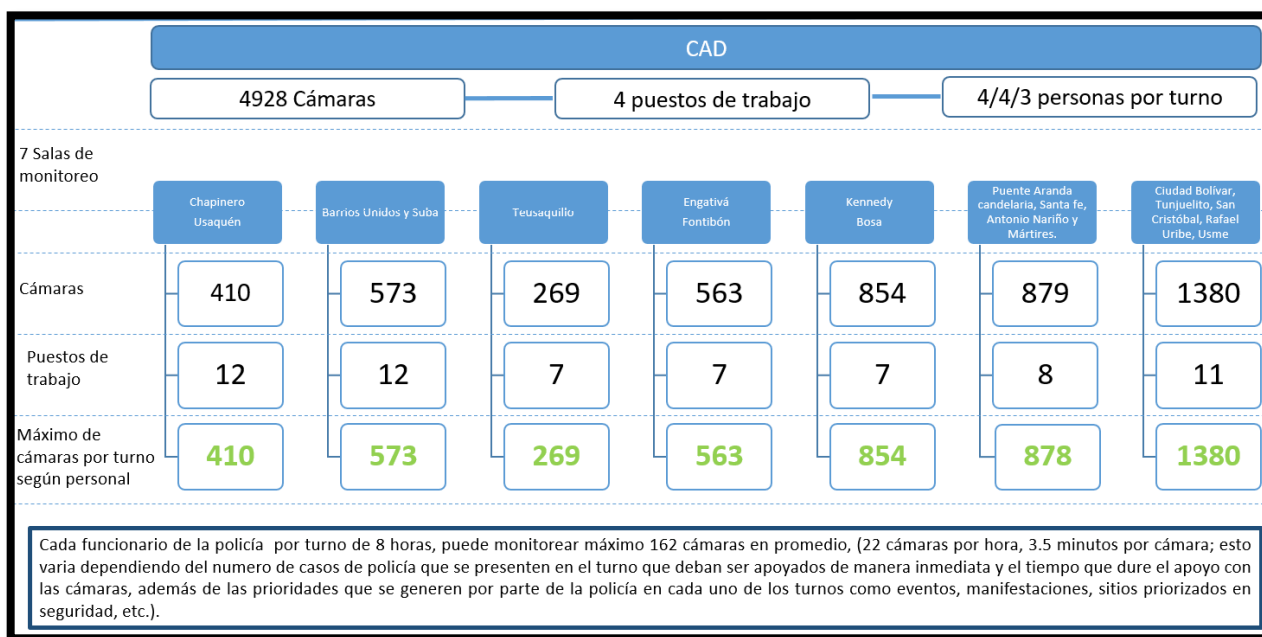 CAD
4928 Cámaras
4 puestos de trabajo
4/4/3 personas por turno
7 Salas de
monitoreo
Chapinero
Usaquén
Barrios Unidos y Suba
Teusaquillo
Engativá
Fontibón
Kennedy
Bosa
Puente Aranda
candelaria, Santa fe,
Antonio Nariño y
Mártires.
Ciudad Bolívar,
Tunjuelito, San
Cristóbal, Rafael
Uribe, Usme
Cámaras
410
573
269
563
854
879
1380
Puestos de
trabajo
12
12
7
7
7
8
11
Máximo de
cámaras por turno
según personal
410
573
269
563
854
878
1380
Cada funcionario de la policía por turno de 8 horas, puede monitorear máximo 162 cámaras en promedio, (22 cámaras por hora, 3.5 minutos por cámara; esto
varia dependiendo del numero de casos de policía que se presenten en el turno que deban ser apoyados de manera inmediata y el tiempo que dure el apoyo con
las cámaras, además de las prioridades que se generen por parte de la policía en cada uno de los turnos como eventos, manifestaciones, sitios priorizados en
seguridad, etc.).